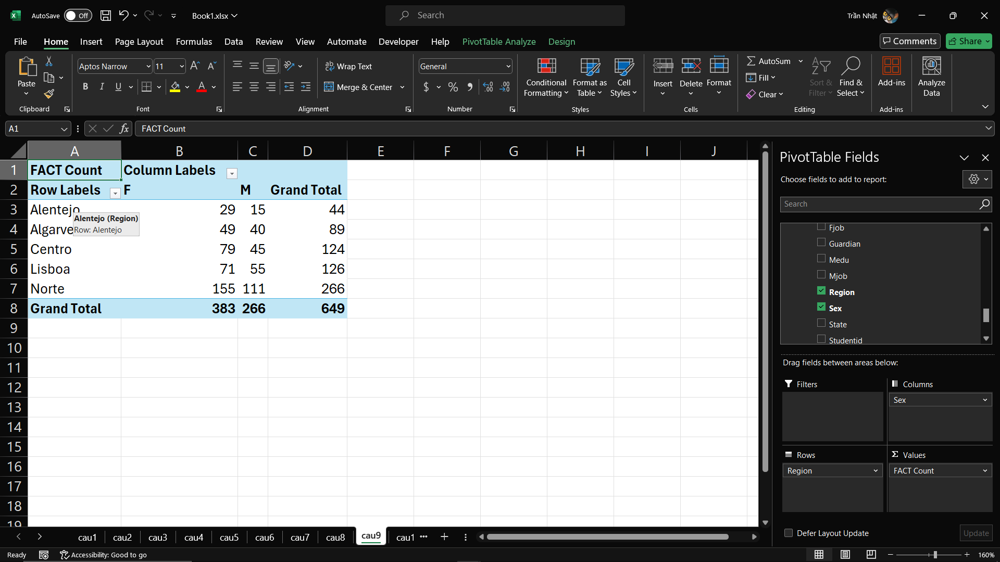 AutoSave Off Book1.xlsx Search Trần Nhật
File Home Insert Page Layout Formulas Data Review View Automate Developer Help PivotTable Analyze Design Comments Share
Paste
Clipboard
Aptos Narrow 11
B I U A
Font
Wrap Text
Merge & Center
Alignment
General
$ %
Number
Conditional Formatting
Format as Table
Cell Styles
Styles
Insert
Delete
Format
Cells
AutoSum
Fill
Clear
Sort & Filter
Find & Select
Editing
Add-ins
Add-ins
Analyze Data
A1 fx FACT Count
A B C D E F G H I J
1 FACT Count Column Labels
2 Row Labels F M Grand Total
3 Alentejo 29 15 44
Alentejo (Region)
Row: Alentejo
4 Algarve 49 40 89
5 Centro 79 45 124
6 Lisboa 71 55 126
7 Norte 155 111 266
8 Grand Total 383 266 649
9
10
11
12
13
14
15
16
17
18
19
PivotTable Fields
Choose fields to add to report:
Search
Fjob
Guardian
Medu
Mjob
Region
Sex
State
Studentid
Drag fields between areas below:
Filters
Columns
Sex
Rows
Region
Values
FACT Count
Defer Layout Update Update
cau1 cau2 cau3 cau4 cau5 cau6 cau7 cau8 cau9 cau1 ...
Ready Accessibility: Good to go 160%